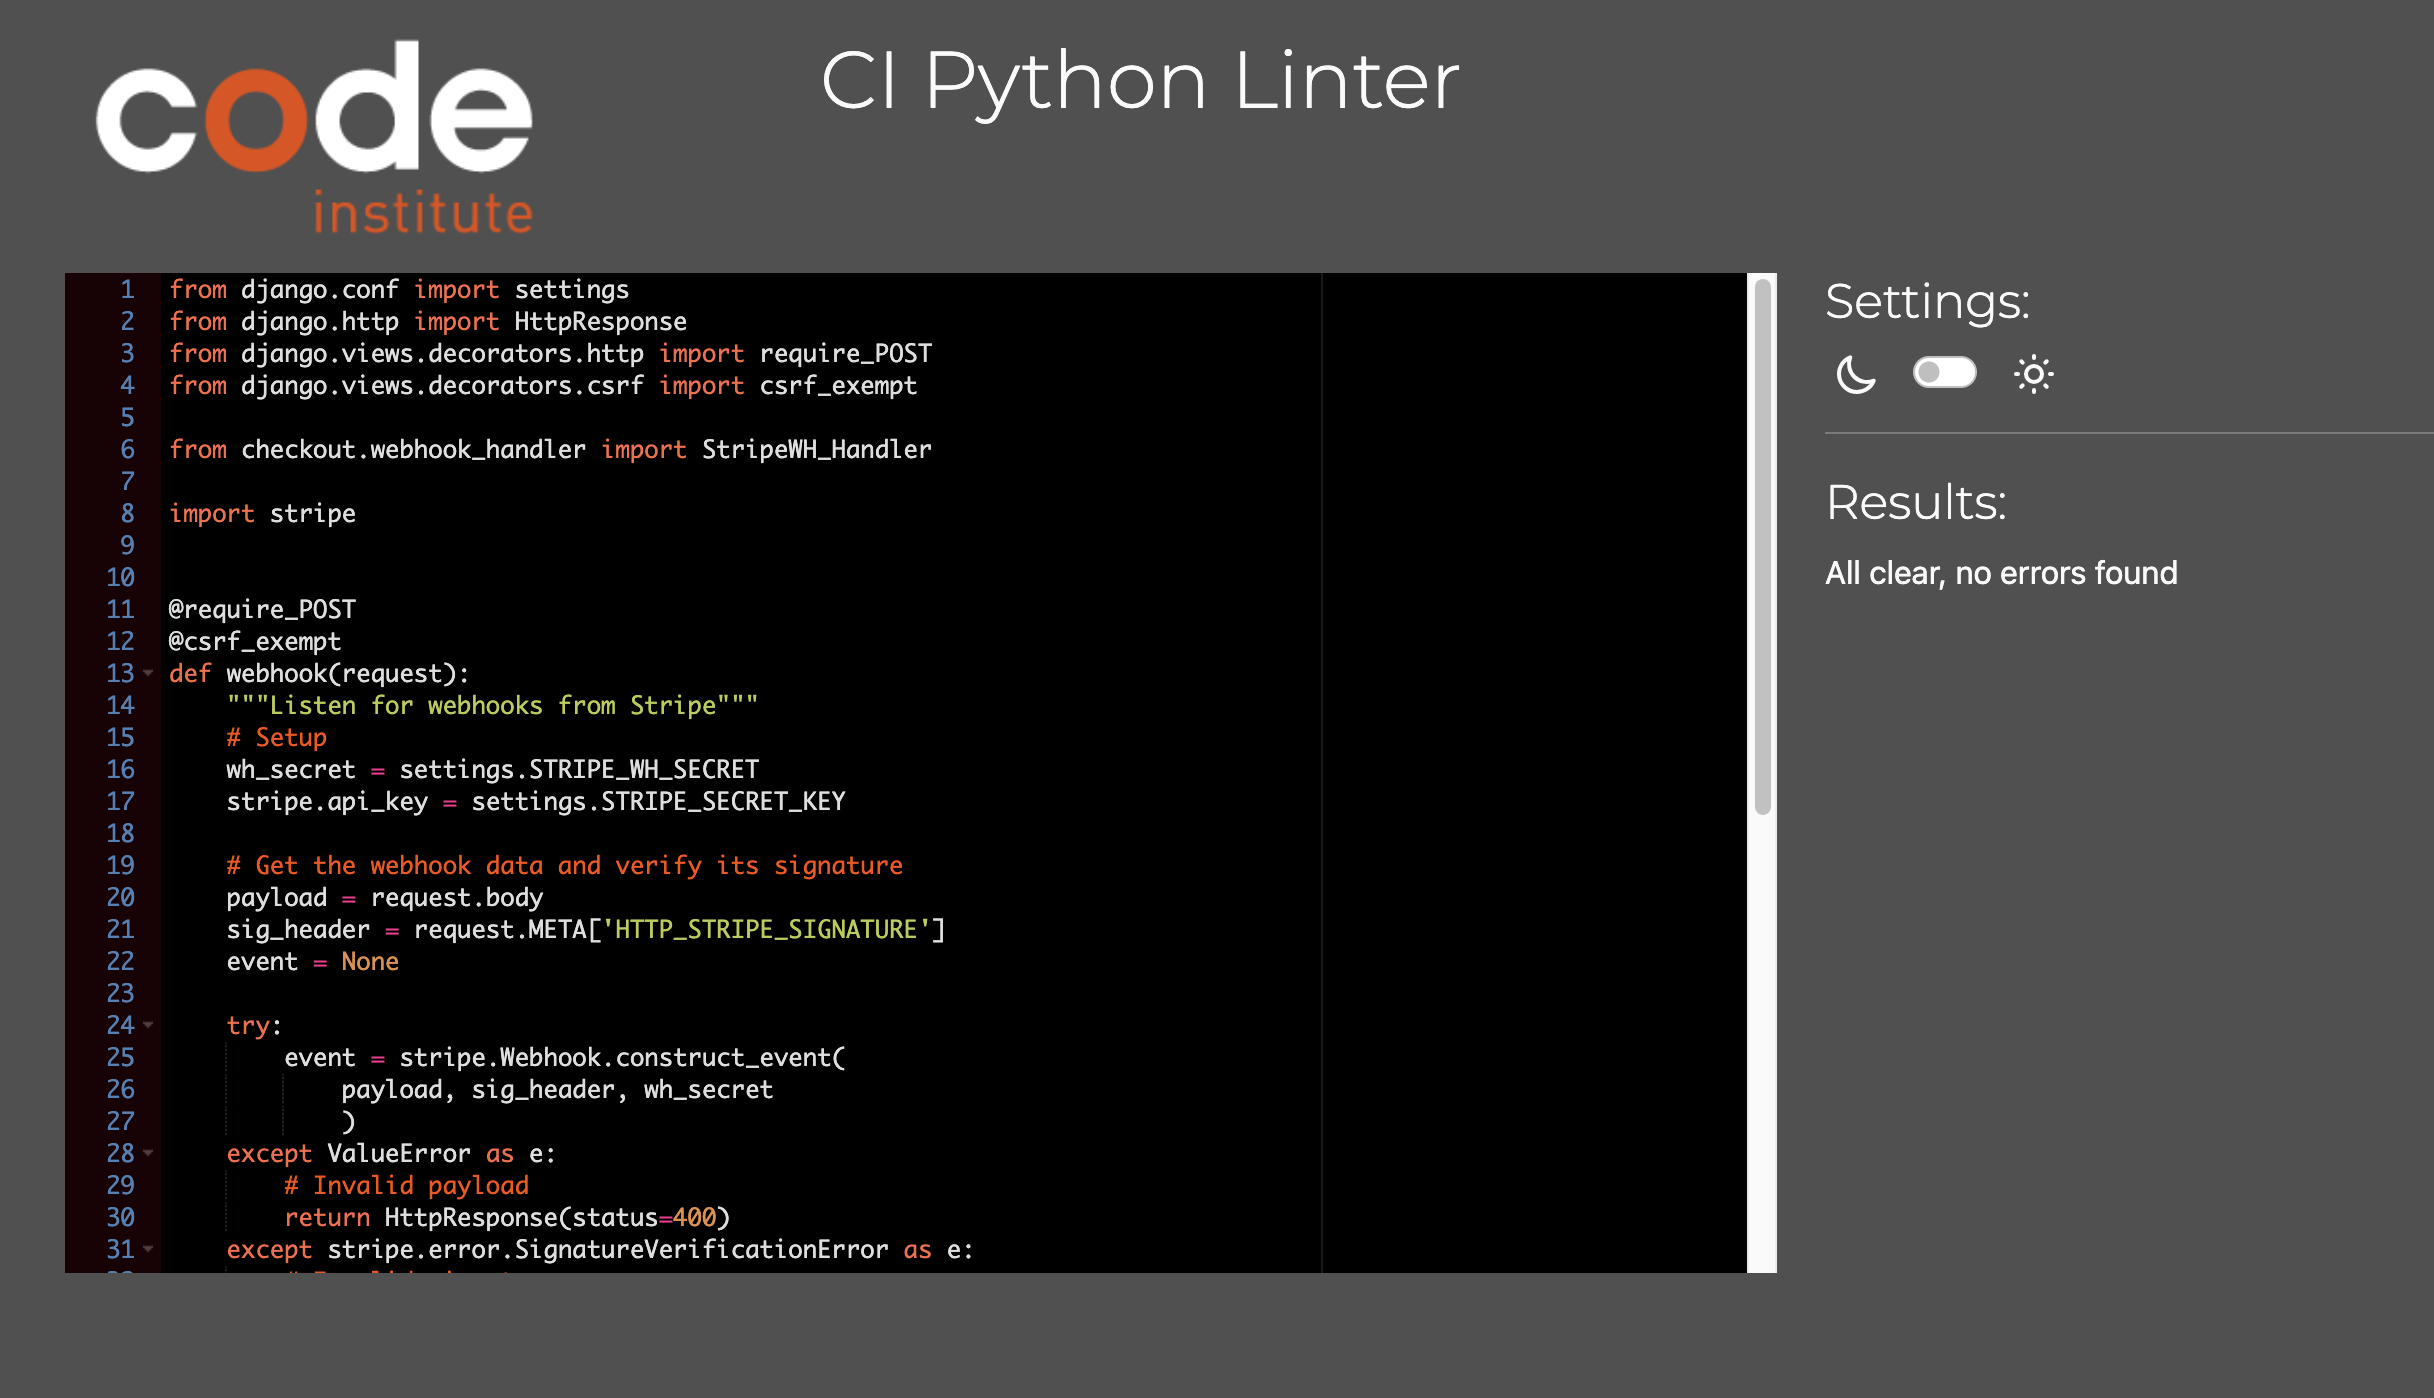 code
institute
CI Python Linter
1 from django.conf import settings
2 from django.http import HttpResponse
3 from django.views.decorators.http import require_POST
4 from django.views.decorators.csrf import csrf_exempt
5
6 from checkout.webhook_handler import StripeWH_Handler
7
8 import stripe
9
10
11 @require_POST
12 @csrf_exempt
13 def webhook(request):
14     """Listen for webhooks from Stripe"""
15     # Setup
16     wh_secret = settings.STRIPE_WH_SECRET
17     stripe.api_key = settings.STRIPE_SECRET_KEY
18
19     # Get the webhook data and verify its signature
20     payload = request.body
21     sig_header = request.META['HTTP_STRIPE_SIGNATURE']
22     event = None
23
24     try:
25         event = stripe.Webhook.construct_event(
26             payload, sig_header, wh_secret
27             )
28     except ValueError as e:
29         # Invalid payload
30         return HttpResponse(status=400)
31     except stripe.error.SignatureVerificationError as e:
Settings:
Results:
All clear, no errors found